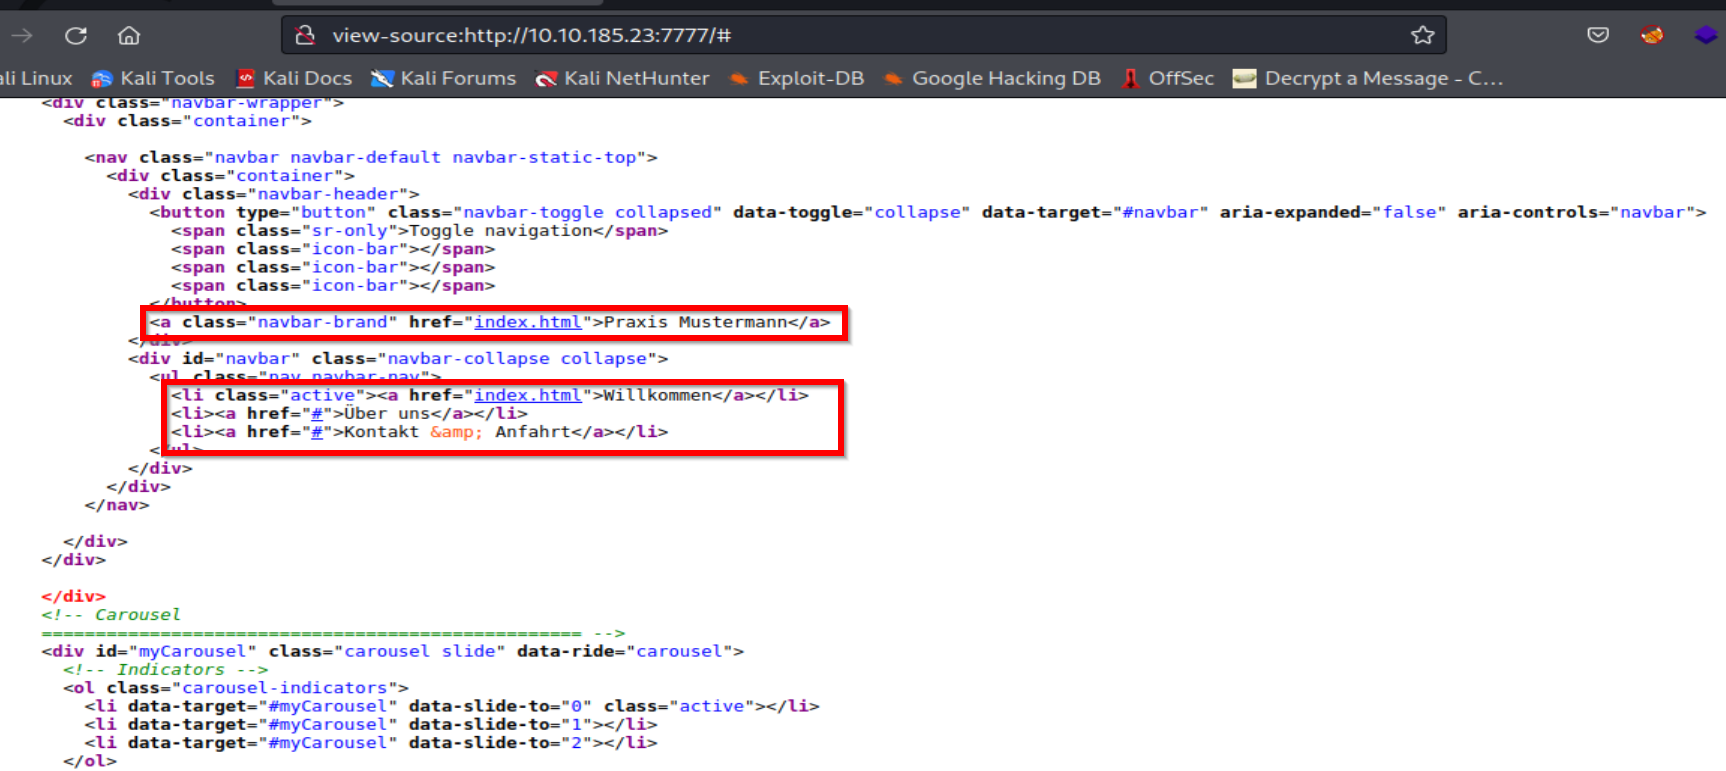 view-source:http://10.10.185.23:7777/#
ali Linux Kali Tools Kali Docs Kali Forums Kali NetHunter Exploit-DB Google Hacking DB OffSec Decrypt a Message - C...
<div class="navbar-wrapper">
<div class="container">
<nav class="navbar navbar-default navbar-static-top">
<div class="container">
<div class="navbar-header">
<button type="button" class="navbar-toggle collapsed" data-toggle="collapse" data-target="#navbar" aria-expanded="false" aria-controls="navbar">
<span class="sr-only">Toggle navigation</span>
<span class="icon-bar"></span>
<span class="icon-bar"></span>
<span class="icon-bar"></span>
</button>
<a class="navbar-brand" href="index.html">Praxis Mustermann</a>
</div>
<div id="navbar" class="navbar-collapse collapse">
<ul class="nav navbar-nav">
<li class="active"><a href="index.html">Willkommen</a></li>
<li><a href="#">Über uns</a></li>
<li><a href="#">Kontakt &amp; Anfahrt</a></li>
</ul>
</div>
</div>
</nav>
</div>
</div>
</div>
<!-- Carousel
================================================== -->
<div id="myCarousel" class="carousel slide" data-ride="carousel">
<!-- Indicators -->
<ol class="carousel-indicators">
<li data-target="#myCarousel" data-slide-to="0" class="active"></li>
<li data-target="#myCarousel" data-slide-to="1"></li>
<li data-target="#myCarousel" data-slide-to="2"></li>
</ol>